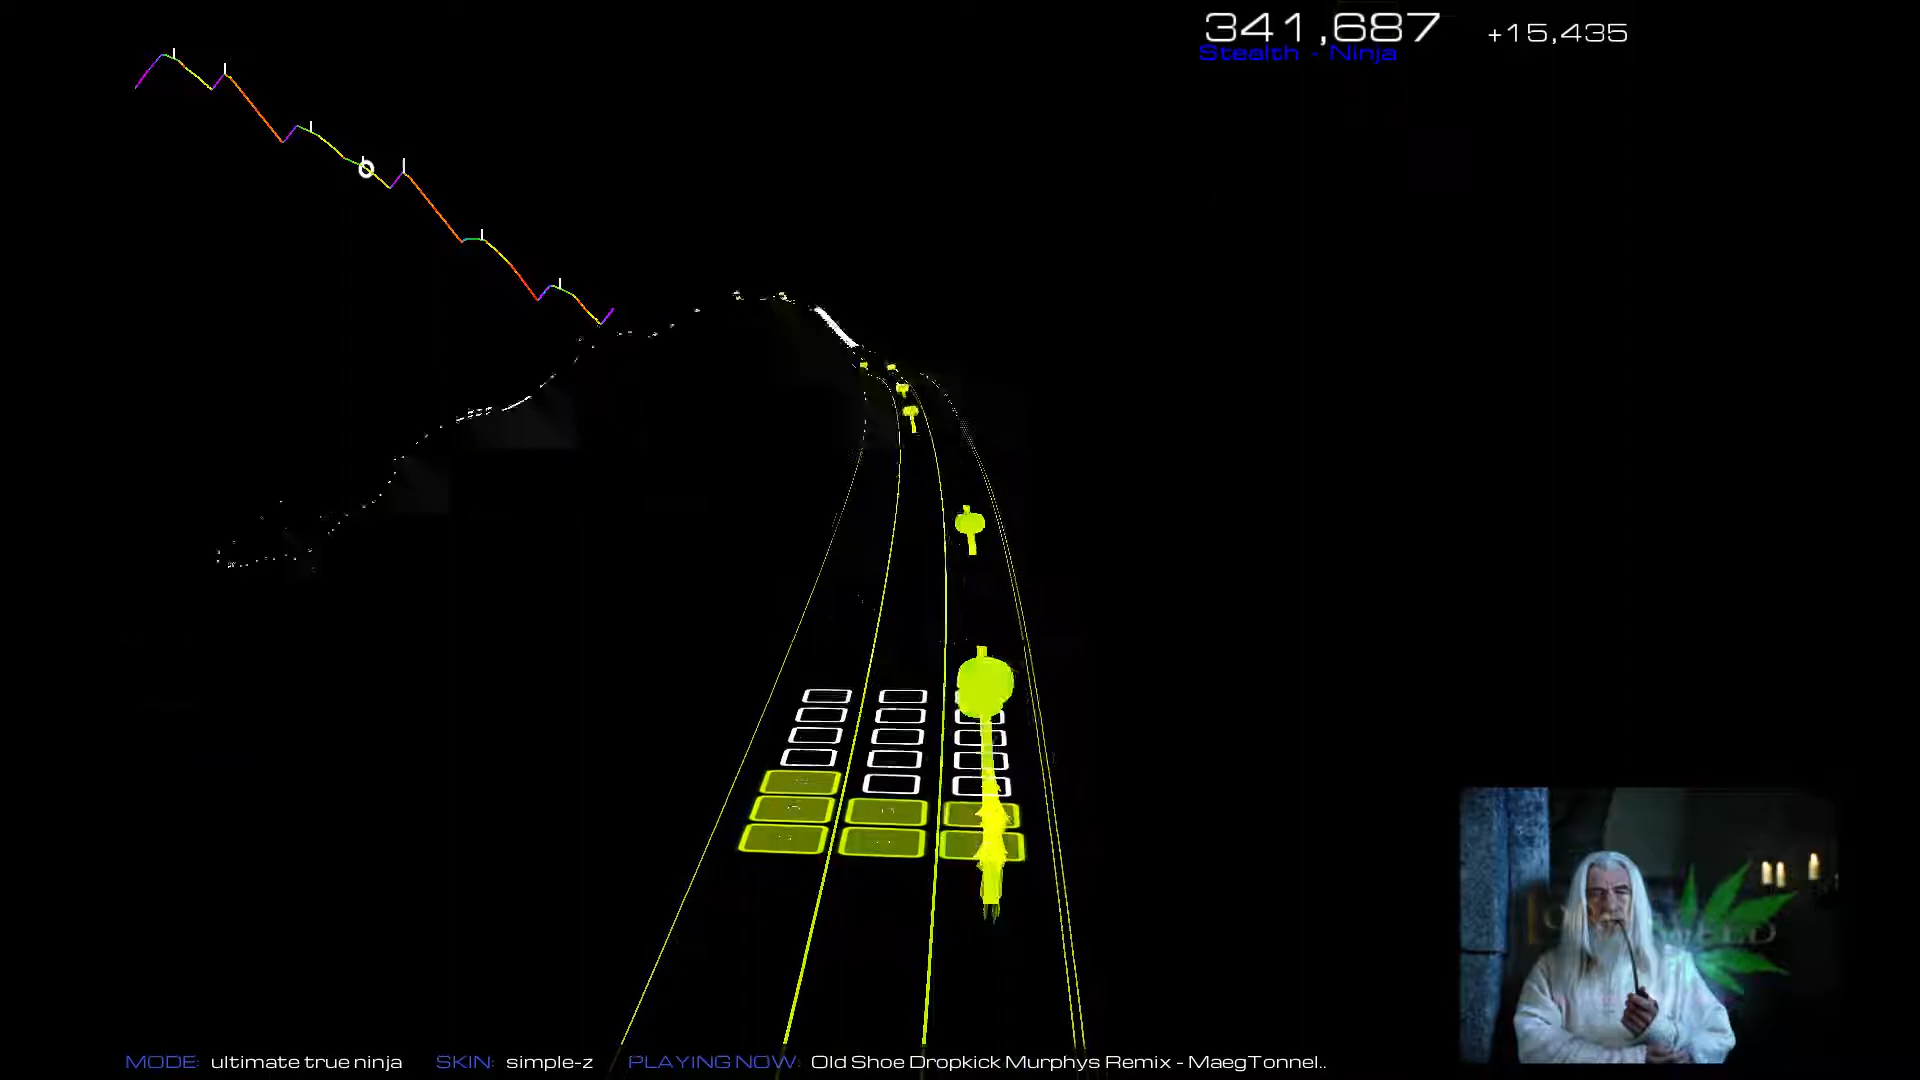 341,687 +15,435
Stealth - Ninja
MODE: ultimate true ninja SKIN: simple-z PLAYING NOW: Old Shoe Dropkick Murphys Remix - MaegTonnel..